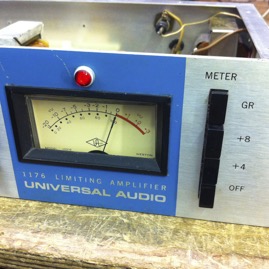 METER
GR
+8
+4
OFF
1176 LIMITING AMPLIFIER
UNIVERSAL AUDIO